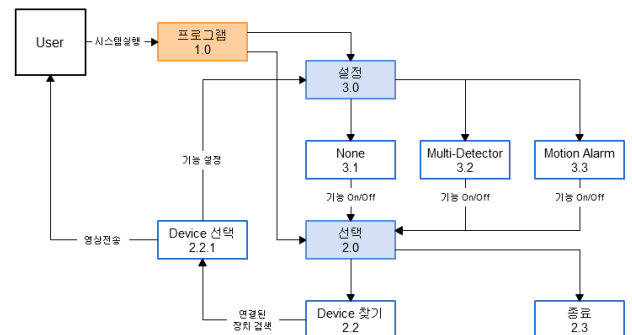 User
시스템실행
프로그램
1.0
설정
3.0
기능 설정
None
3.1
Multi-Detector
3.2
Motion Alarm
3.3
기능 On/Off
기능 On/Off
기능 On/Off
영상전송
Device 선택
2.2.1
선택
2.0
연결된
장치 검색
Device 찾기
2.2
종료
2.3